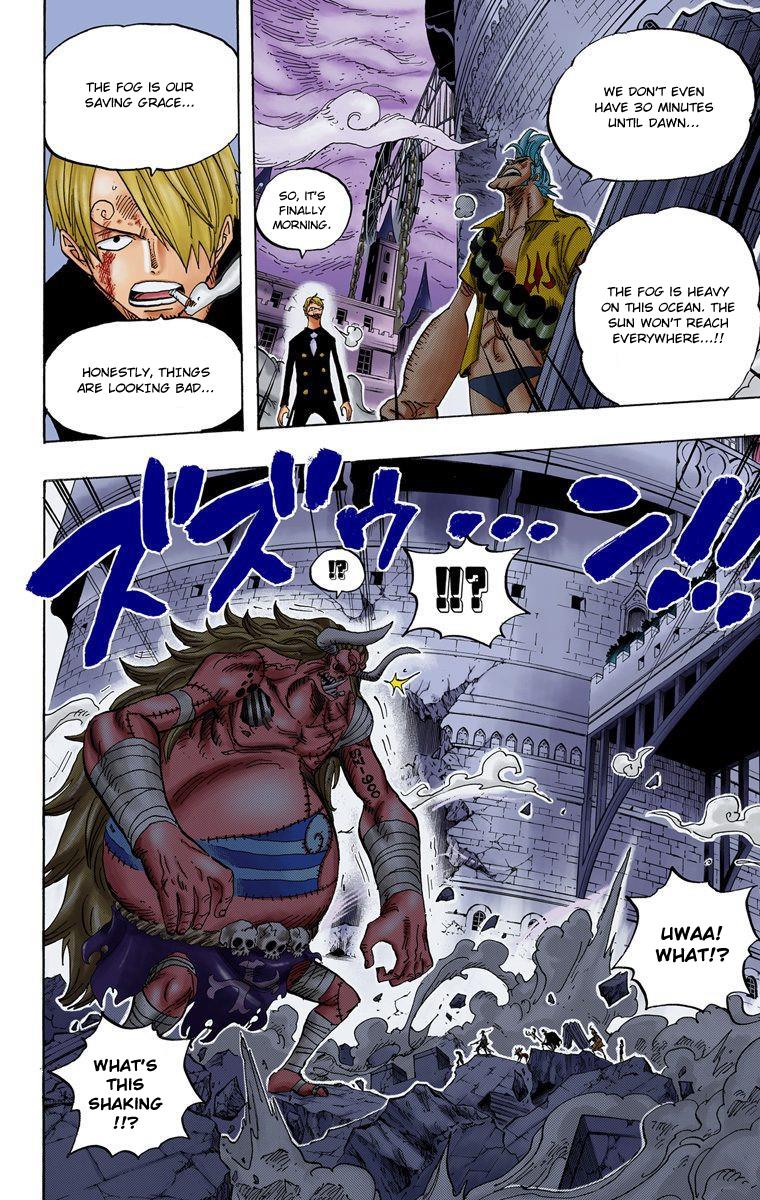 WE DON'T EVEN
HAVE 30 MINUTES
UNTIL DAWN...
THE FOG IS HEAVY
ON THIS OCEAN. THE
SUN WON'T REACH
EVERYWHERE...!!
SO, IT'S
FINALLY
MORNING.
THE FOG IS OUR
SAVING GRACE...
HONESTLY, THINGS
ARE LOOKING BAD...
ズズゥ……ン!!!
!!?
!?
SZ-900
UWAA!
WHAT!?
WHAT'S
THIS
SHAKING
!!?